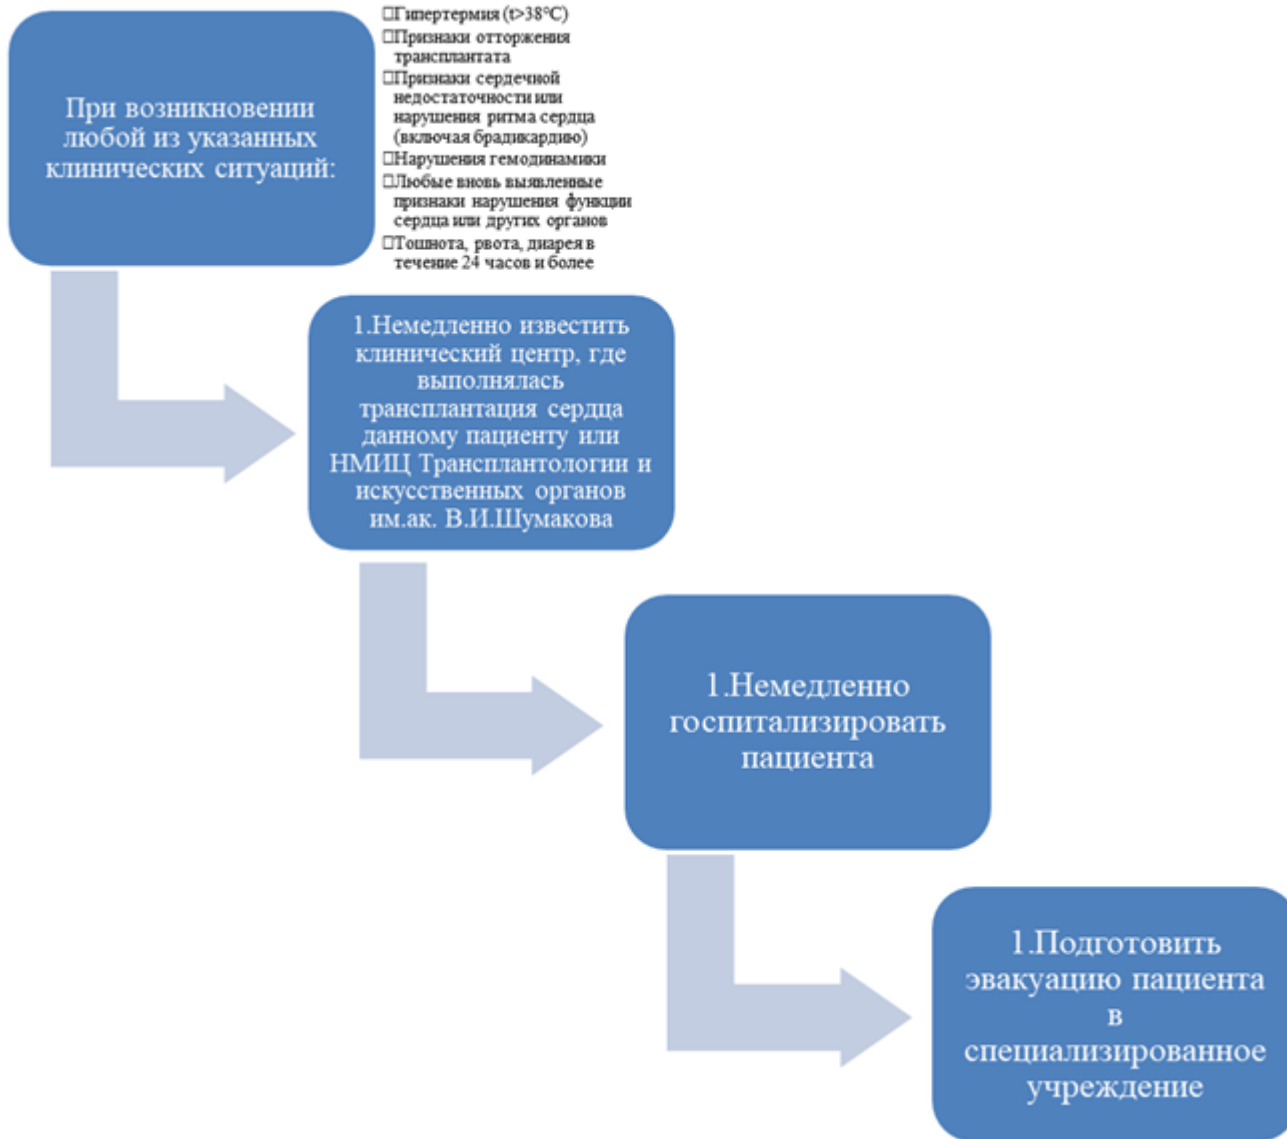 При возникновении
любой из указанных
клинических ситуаций:
□Гипертермия (t>38°C)
□Признаки отторжения
трансплантата
□Признаки сердечной
недостаточности или
нарушения ритма сердца
(включая брадикардию)
□Нарушения гемодинамики
□Любые вновь выявленные
признаки нарушения функции
сердца или других органов
□Тошнота, рвота, диарея в
течение 24 часов и более
1.Немедленно известить
клинический центр, где
выполнялась
трансплантация сердца
данному пациенту или
НМИЦ Трансплантологии и
искусственных органов
им.ак. В.И.Шумакова
1.Немедленно
госпитализировать
пациента
1.Подготовить
эвакуацию пациента
в
специализированное
учреждение